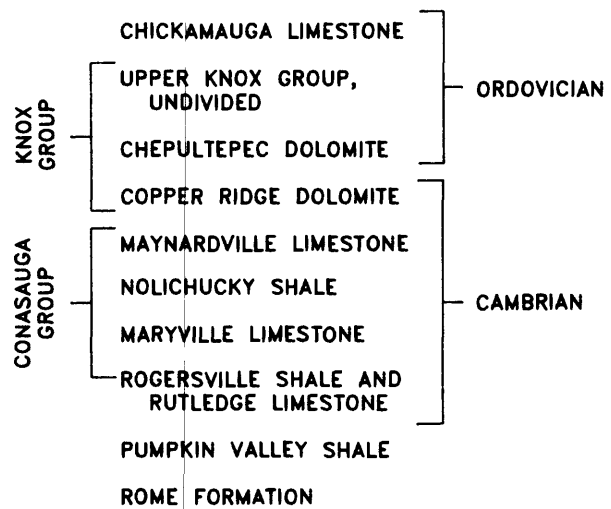 CHICKAMAUGA LIMESTONE
UPPER KNOX GROUP,
UNDIVIDED
CHEPULTEPEC DOLOMITE
COPPER RIDGE DOLOMITE
MAYNARDVILLE LIMESTONE
NOLICHUCKY SHALE
MARYVILLE LIMESTONE
ROGERSVILLE SHALE AND
RUTLEDGE LIMESTONE
PUMPKIN VALLEY SHALE
ROME FORMATION
KNOX
GROUP
CONASAUGA
GROUP
ORDOVICIAN
CAMBRIAN